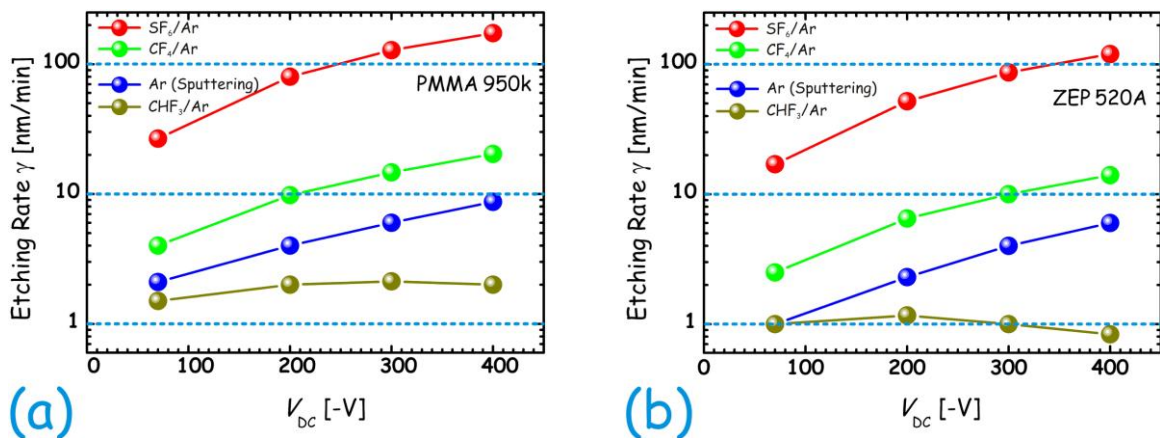 SF₆/Ar
CF₄/Ar
Ar (Sputtering)
CHF₃/Ar
PMMA 950k
Etching Rate γ [nm/min]
100
10
1
0 100 200 300 400
V_DC [-V]
(a)
SF₆/Ar
CF₄/Ar
Ar (Sputtering)
CHF₃/Ar
ZEP 520A
Etching Rate γ [nm/min]
100
10
1
0 100 200 300 400
V_DC [-V]
(b)